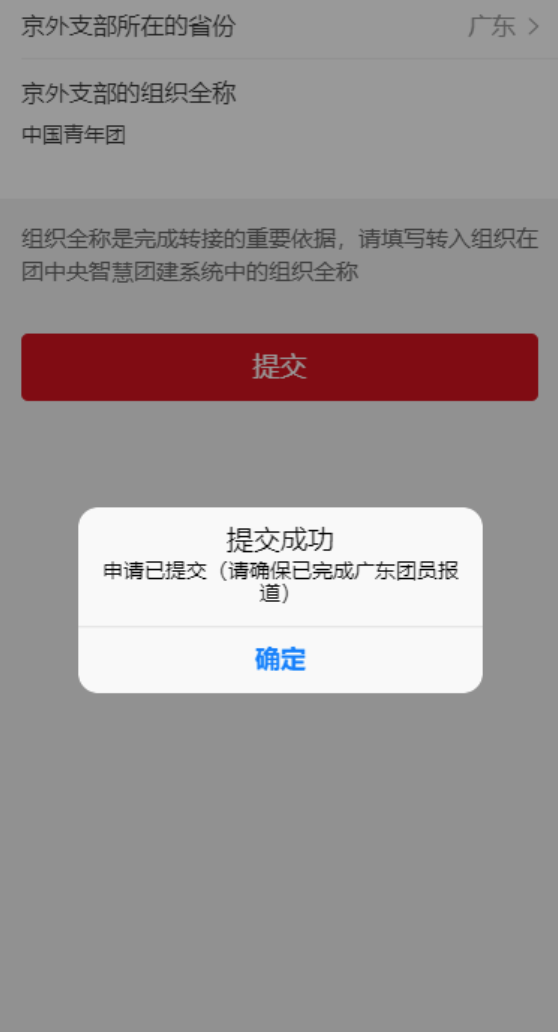 京外支部所在的省份 广东
京外支部的组织全称
中国青年团
组织全称是完成转接的重要依据，请填写转入组织在
团中央智慧团建系统中的组织全称
提交
提交成功
申请已提交（请确保已完成广东团员报
道）
确定